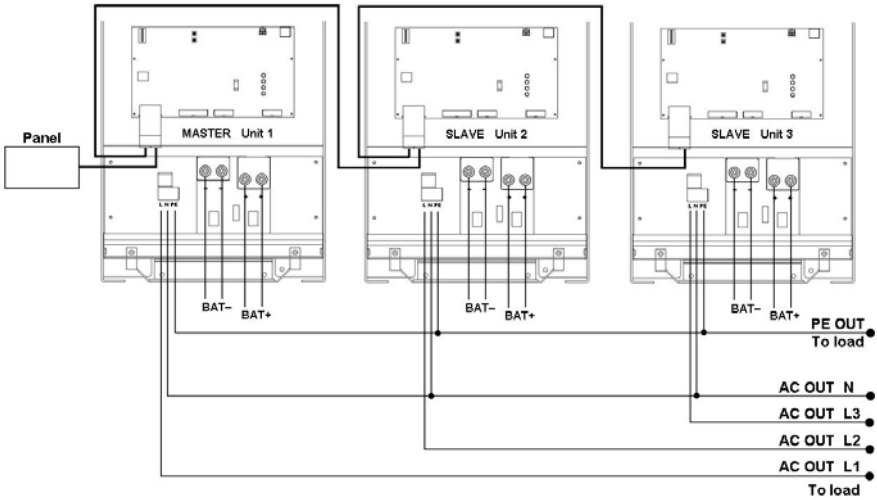 Panel
MASTER Unit 1
SLAVE Unit 2
SLAVE Unit 3
L N PE
L N PE
L N PE
BAT–
BAT+
BAT–
BAT+
BAT–
BAT+
PE OUT
To load
AC OUT N
AC OUT L3
AC OUT L2
AC OUT L1
To load